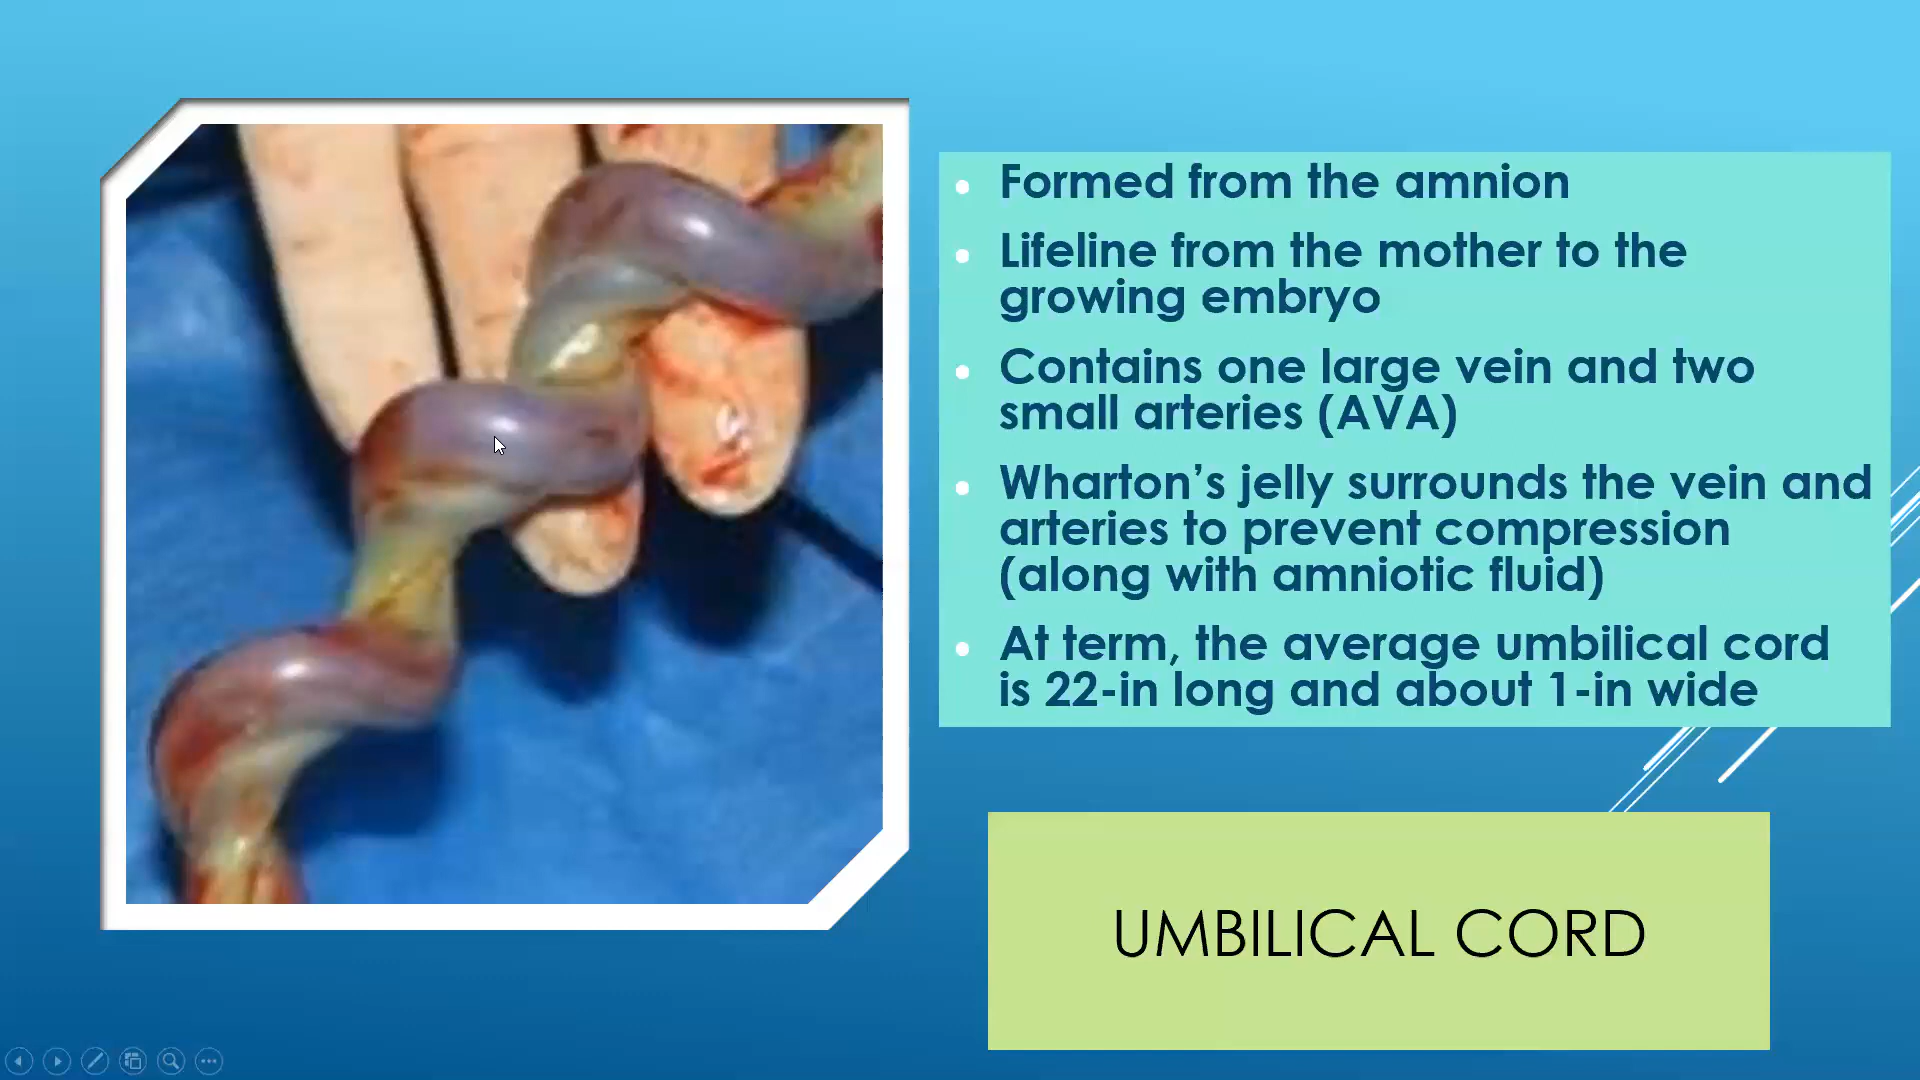 • Formed from the amnion
• Lifeline from the mother to the
growing embryo
• Contains one large vein and two
small arteries (AVA)
• Wharton’s jelly surrounds the vein and
arteries to prevent compression
(along with amniotic fluid)
• At term, the average umbilical cord
is 22-in long and about 1-in wide
UMBILICAL CORD